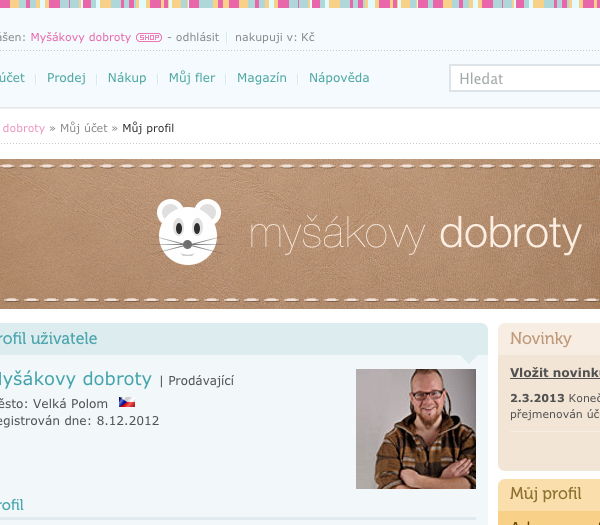 ášen: Myšákovy dobroty SHOP - odhlásit nakupuji v: Kč
účet Prodej Nákup Můj fler Magazín Nápověda Hledat
dobroty » Můj účet » Můj profil
myšákovy dobroty
rofil uživatele
yšákovy dobroty | Prodávající
ěsto: Velká Polom
egistrován dne: 8.12.2012
rofil
Novinky
Vložit novink
2.3.2013 Koneč
přejmenován úč
Můj profil